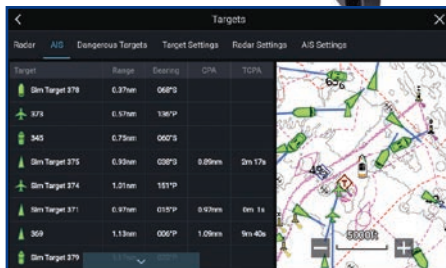 Targets
Radar AIS Dangerous Targets Target Settings Radar Settings AIS Settings
Target Range Bearing CPA TCPA
Sim Target 378 0.37nm 068°S
373 0.57nm 136°P
345 0.73nm 060°S
Sim Target 375 0.93nm 038°S 0.89nm 2m 17s
Sim Target 374 1.01nm 151°P
Sim Target 371 0.97nm 015°P 0.97nm 0m 1s
369 1.13nm 006°P 1.09nm 9m 40s
Sim Target 379
5000ft